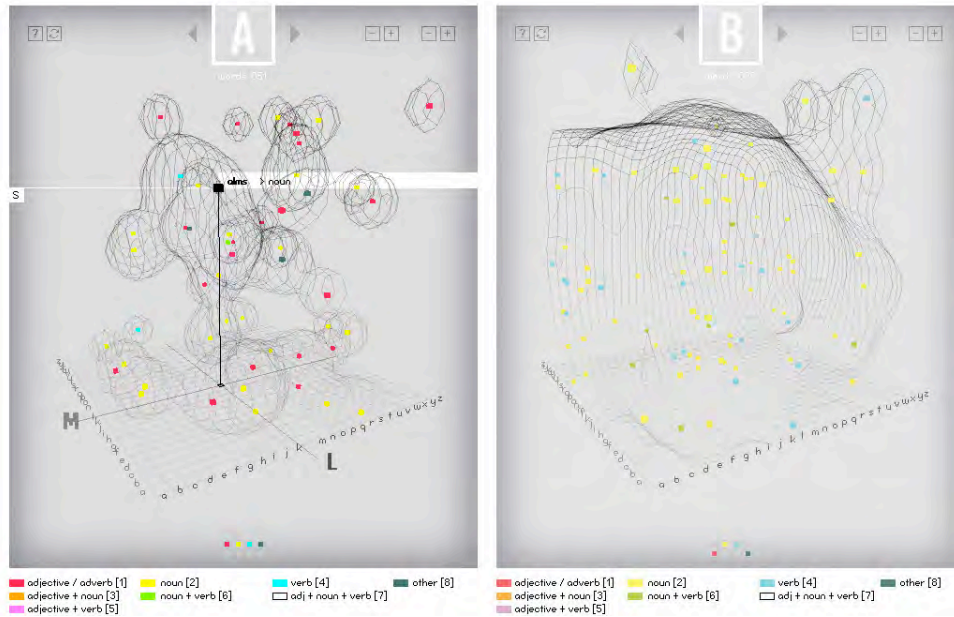 ?
A
- +
- +
words 051
alms > noun
S
M
L
a b c d e f g h i j k
m n o p q r s t u v w x y z
adjective / adverb [1]
noun [2]
verb [4]
other [8]
adjective + noun [3]
noun + verb [6]
adj + noun + verb [7]
adjective + verb [5]
?
B
- +
- +
a b c d e f g h i j k l m n o p q r s t u v w x y z
adjective / adverb [1]
noun [2]
verb [4]
other [8]
adjective + noun [3]
noun + verb [6]
adj + noun + verb [7]
adjective + verb [5]